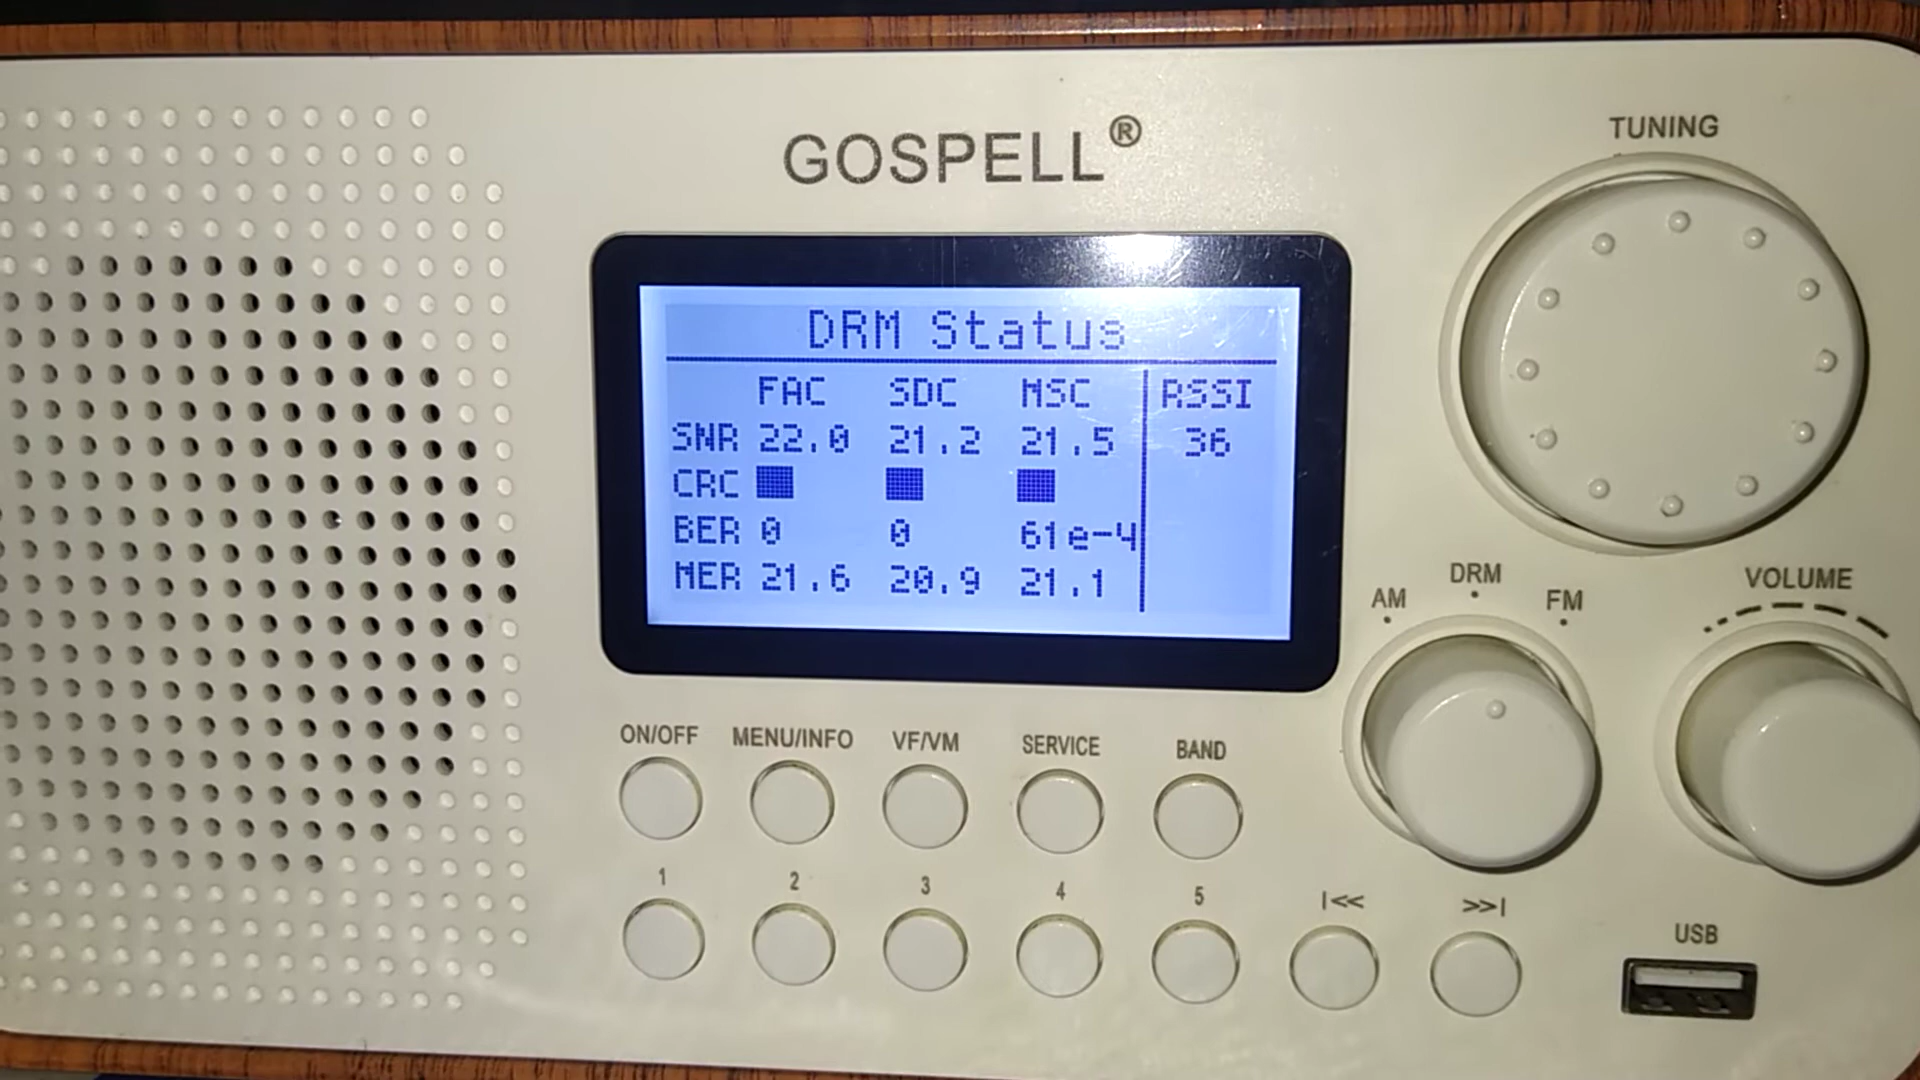 GOSPELL®
TUNING
DRM Status
FAC SDC MSC RSSI
SNR 22.0 21.2 21.5 36
CRC
BER 0 0 61e-4
MER 21.6 20.9 21.1
AM DRM FM
VOLUME
ON/OFF MENU/INFO VF/VM SERVICE BAND
1 2 3 4 5 I<< >>I
USB